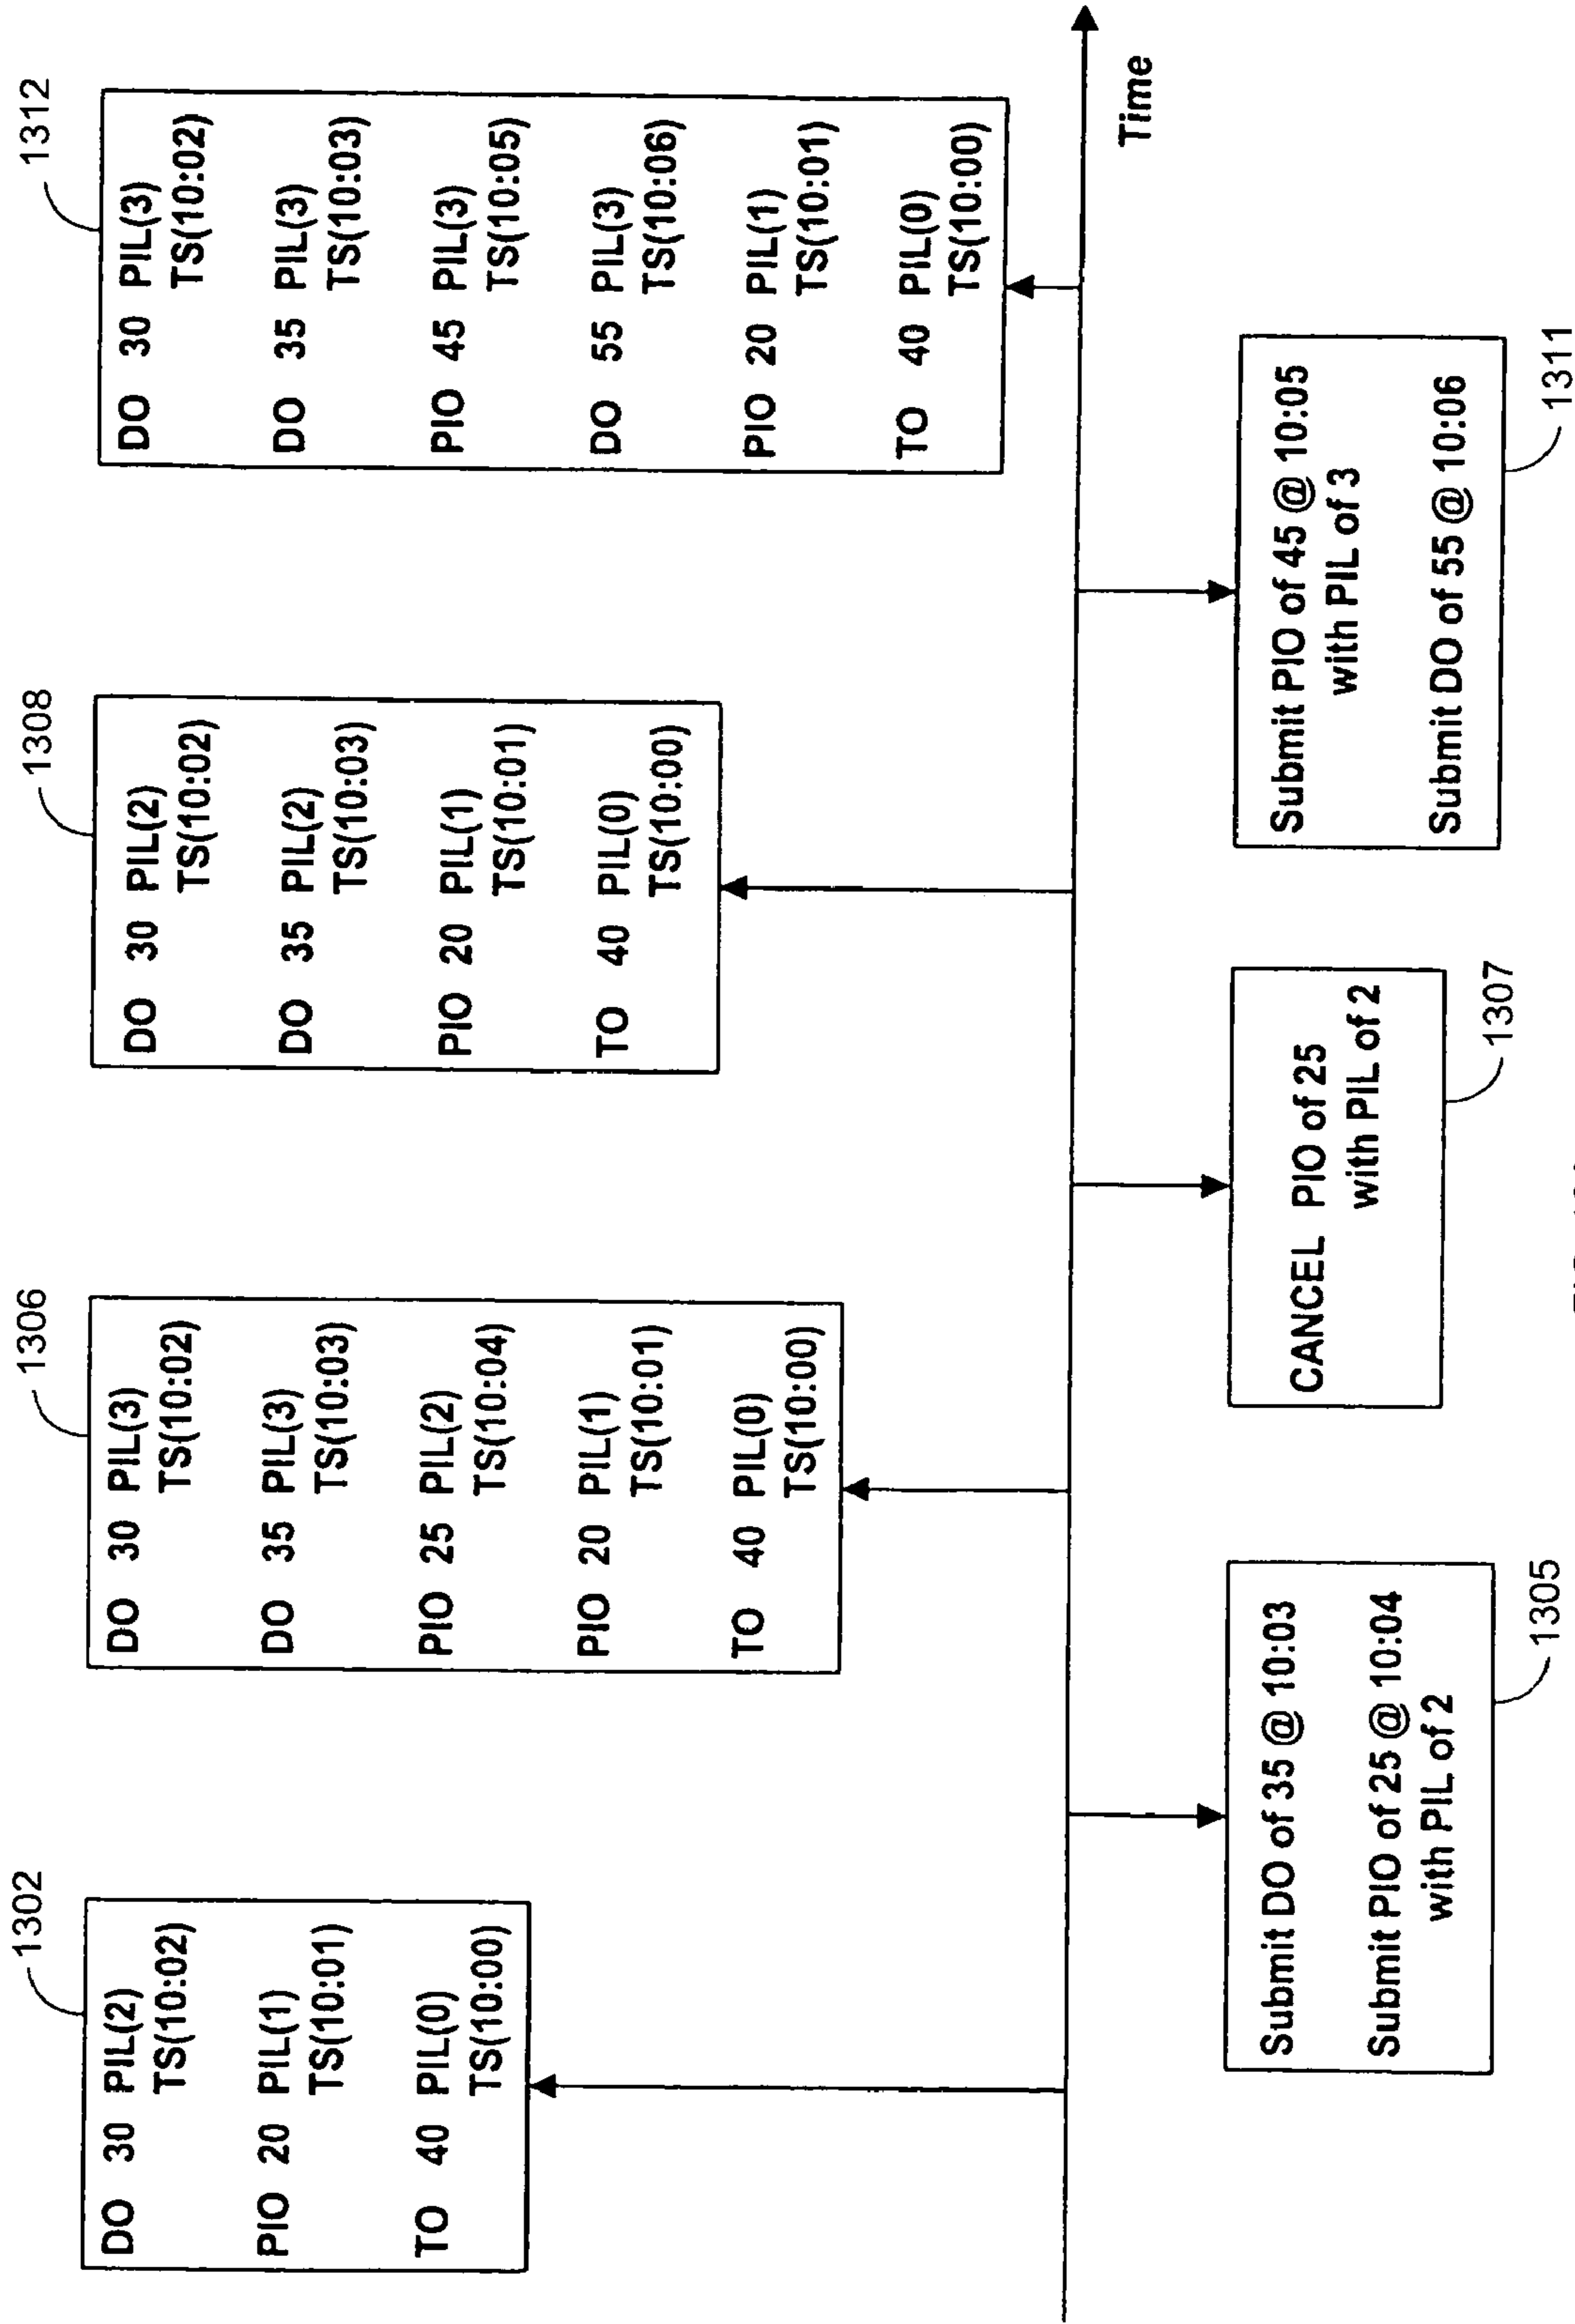 1302
DO 30 PIL(2)
TS(10:02)
PIO 20 PIL(1)
TS(10:01)
TO 40 PIL(0)
TS(10:00)
1306
DO 30 PIL(3)
TS(10:02)
DO 35 PIL(3)
TS(10:03)
PIO 25 PIL(2)
TS(10:04)
PIO 20 PIL(1)
TS(10:01)
TO 40 PIL(0)
TS(10:00)
1308
DO 30 PIL(2)
TS(10:02)
DO 35 PIL(2)
TS(10:03)
PIO 20 PIL(1)
TS(10:01)
TO 40 PIL(0)
TS(10:00)
1312
DO 30 PIL(3)
TS(10:02)
DO 35 PIL(3)
TS(10:03)
PIO 45 PIL(3)
TS(10:05)
DO 55 PIL(3)
TS(10:06)
PIO 20 PIL(1)
TS(10:01)
TO 40 PIL(0)
TS(10:00)
Time
Submit DO of 35 @ 10:03
Submit PIO of 25 @ 10:04
with PIL of 2
1305
CANCEL PIO of 25
with PIL of 2
1307
Submit PIO of 45 @ 10:05
with PIL of 3
Submit DO of 55 @ 10:06
1311